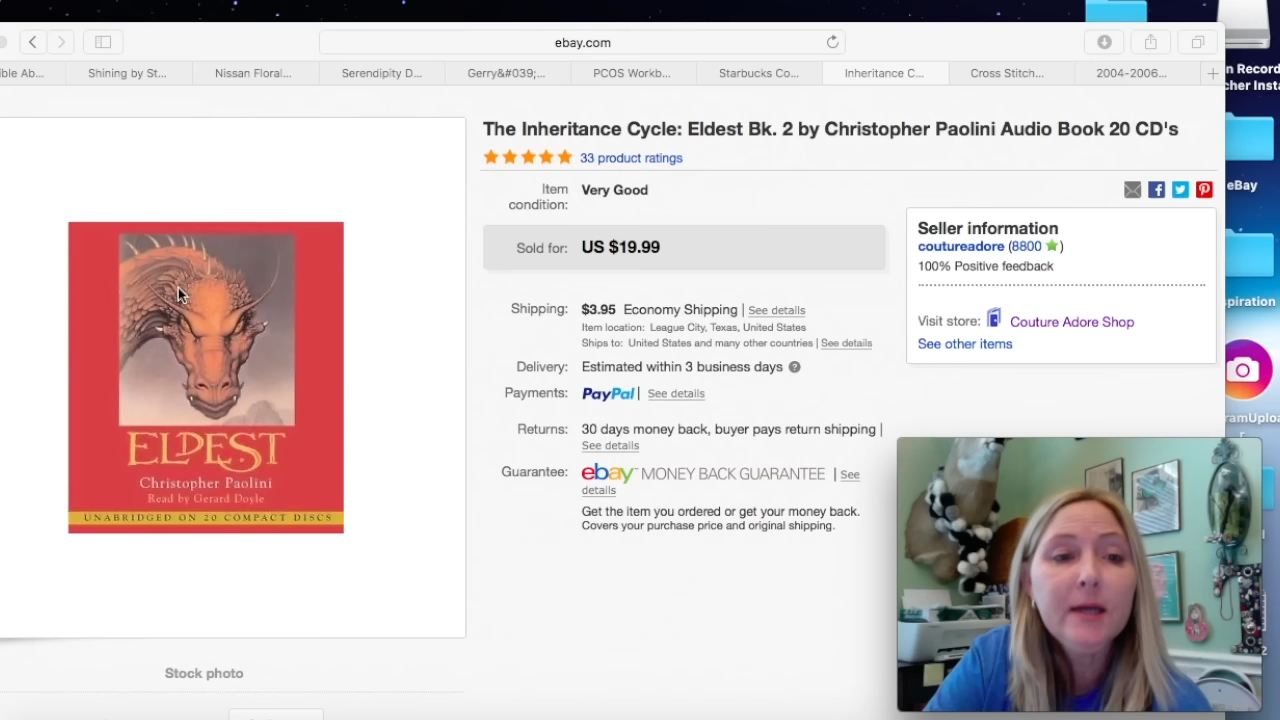 ebay.com
ible Ab...
Shining by St...
Nissan Floral...
Serendipity D...
Gerry&#039;...
PCOS Workb...
Starbucks Co...
Inheritance C...
Cross Stitch...
2004-2006...
n Record
cher Insta
eBay
spiration
ramUploa
r
The Inheritance Cycle: Eldest Bk. 2 by Christopher Paolini Audio Book 20 CD's
33 product ratings
Item condition:
Very Good
Sold for:
US $19.99
Shipping:
$3.95 Economy Shipping | See details
Item location: League City, Texas, United States
Ships to: United States and many other countries | See details
Delivery:
Estimated within 3 business days
Payments:
PayPal | See details
Returns:
30 days money back, buyer pays return shipping |
See details
Guarantee:
ebay MONEY BACK GUARANTEE | See
details
Get the item you ordered or get your money back.
Covers your purchase price and original shipping.
Seller information
coutureadore (8800 )
100% Positive feedback
Visit store: Couture Adore Shop
See other items
ELDEST
Christopher Paolini
Read by Gerard Doyle
UNABRIDGED ON 20 COMPACT DISCS
Stock photo